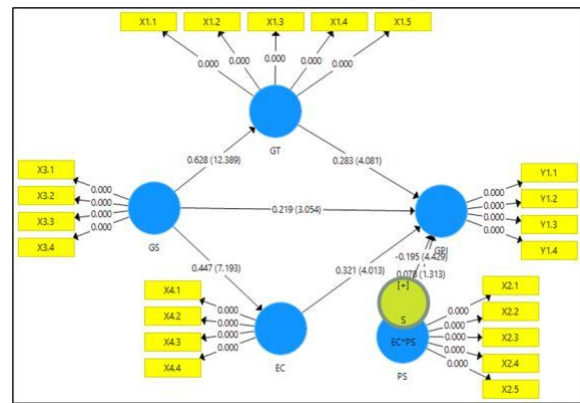 X1.1
X1.2
X1.3
X1.4
X1.5
0.000
0.000
0.000
0.000
0.000
GT
0.628 (12.389)
0.283 (4.081)
X3.1
X3.2
X3.3
X3.4
0.000
0.000
0.000
0.000
GS
0.219 (3.054)
GPI
Y1.1
Y1.2
Y1.3
Y1.4
0.000
0.000
0.000
0.000
0.447 (7.193)
0.321 (4.013)
-0.195 (4.429)
0.078 (1.313)
X4.1
X4.2
X4.3
X4.4
0.000
0.000
0.000
0.000
EC
[+]
S
EC*PS
PS
0.000
0.000
0.000
0.000
0.000
X2.1
X2.2
X2.3
X2.4
X2.5